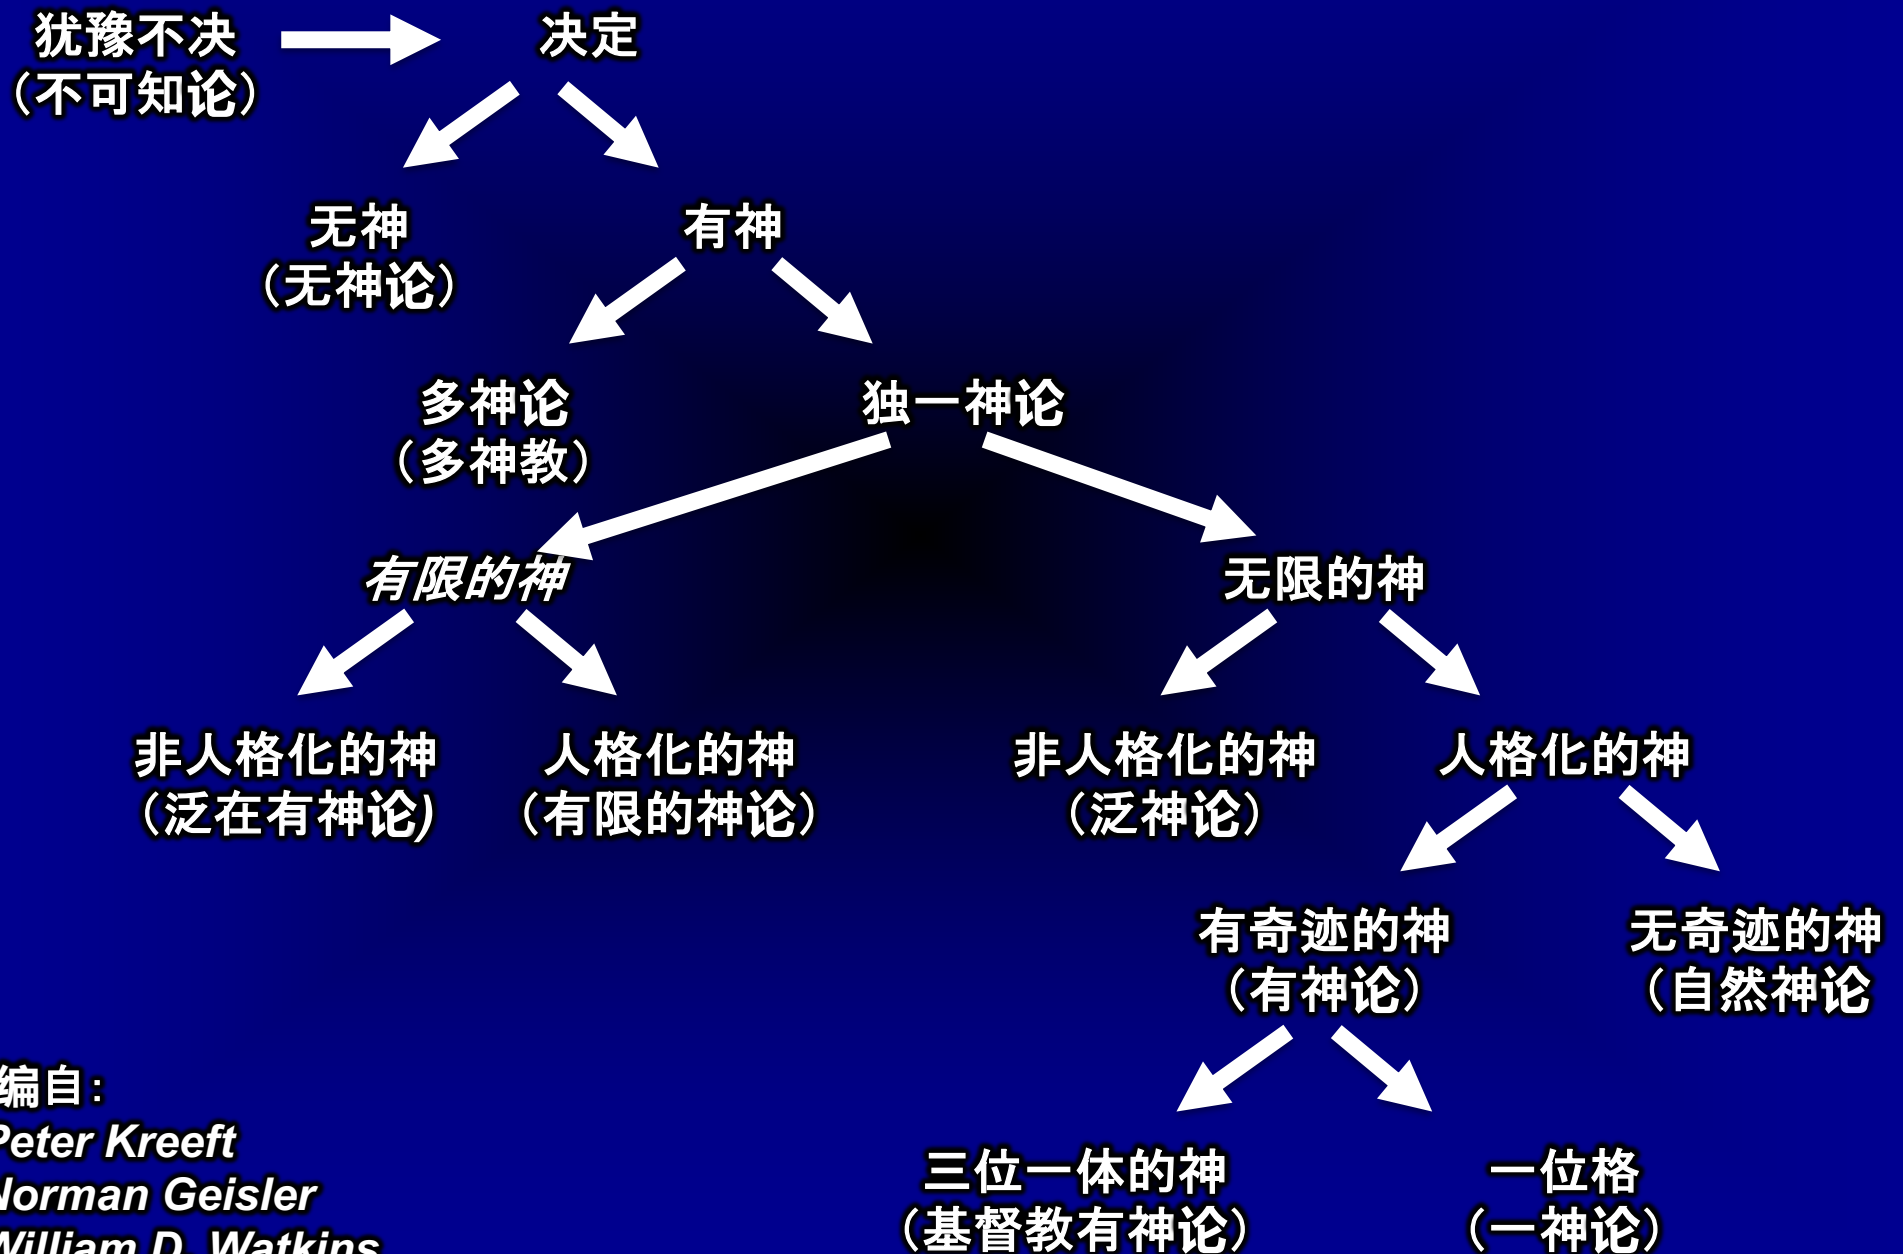 犹豫不决
（不可知论）
决定
无神
（无神论）
有神
多神论
（多神教）
独一神论
有限的神
无限的神
非人格化的神
（泛在有神论)
人格化的神
（有限的神论）
非人格化的神
（泛神论）
人格化的神
有奇迹的神
（有神论）
无奇迹的神
（自然神论
三位一体的神
（基督教有神论）
一位格
（一神论）
编自:
Peter Kreeft
Norman Geisler
William D. Watkins